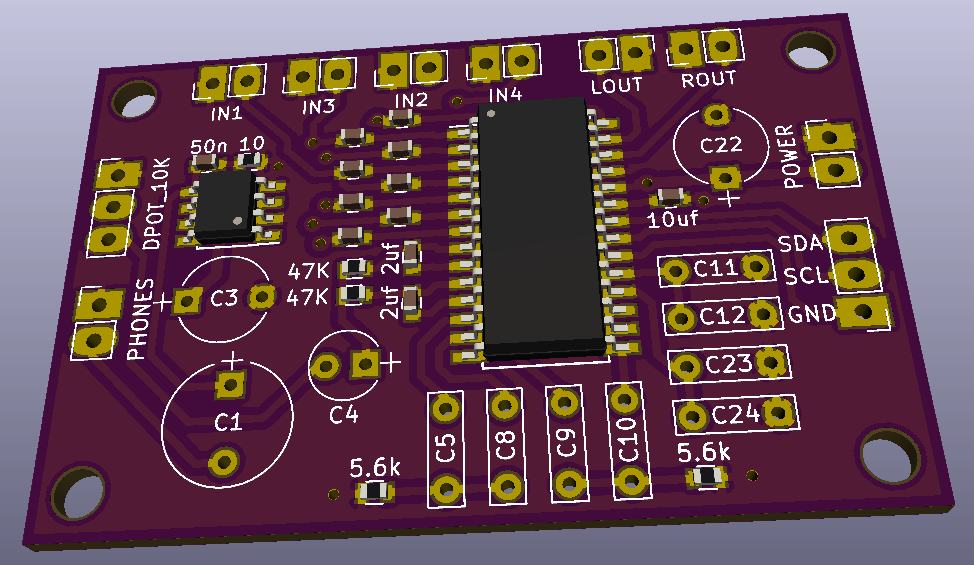 IN1
IN3
IN2
IN4
LOUT
ROUT
50n
10
DPOT_10K
C22
POWER
10uf
SDA
SCL
GND
PHONES
+
C3
47K
47K
2uf
2uf
+
C11
C12
C23
C24
+
C1
C4
+
C5
C8
C9
C10
5.6k
5.6k